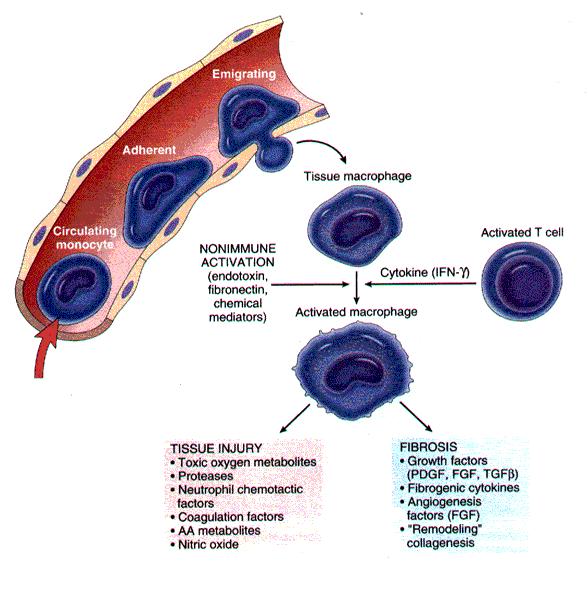 Emigrating
Adherent
Circulating
monocyte
Tissue macrophage
Activated T cell
NONIMMUNE
ACTIVATION
(endotoxin,
fibronectin,
chemical
mediators)
Cytokine (IFN-γ)
Activated macrophage
TISSUE INJURY
• Toxic oxygen metabolites
• Proteases
• Neutrophil chemotactic
factors
• Coagulation factors
• AA metabolites
• Nitric oxide
FIBROSIS
• Growth factors
(PDGF, FGF, TGFβ)
• Fibrogenic cytokines
• Angiogenesis
factors (FGF)
• "Remodeling"
collagenesis